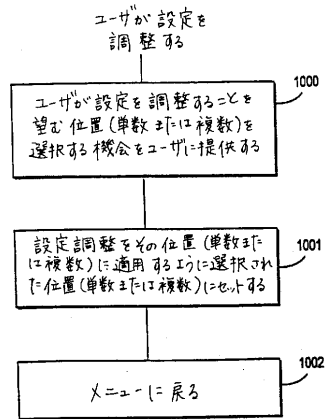 ユーザが設定を
調整する
1000
ユーザが設定を調整することを
望む位置(単数または複数)を
選択する機会をユーザに提供する
1001
設定調整をその位置(単数また
は複数)に適用するように選択され
た位置(単数または複数)にセットする
1002
メニューに戻る